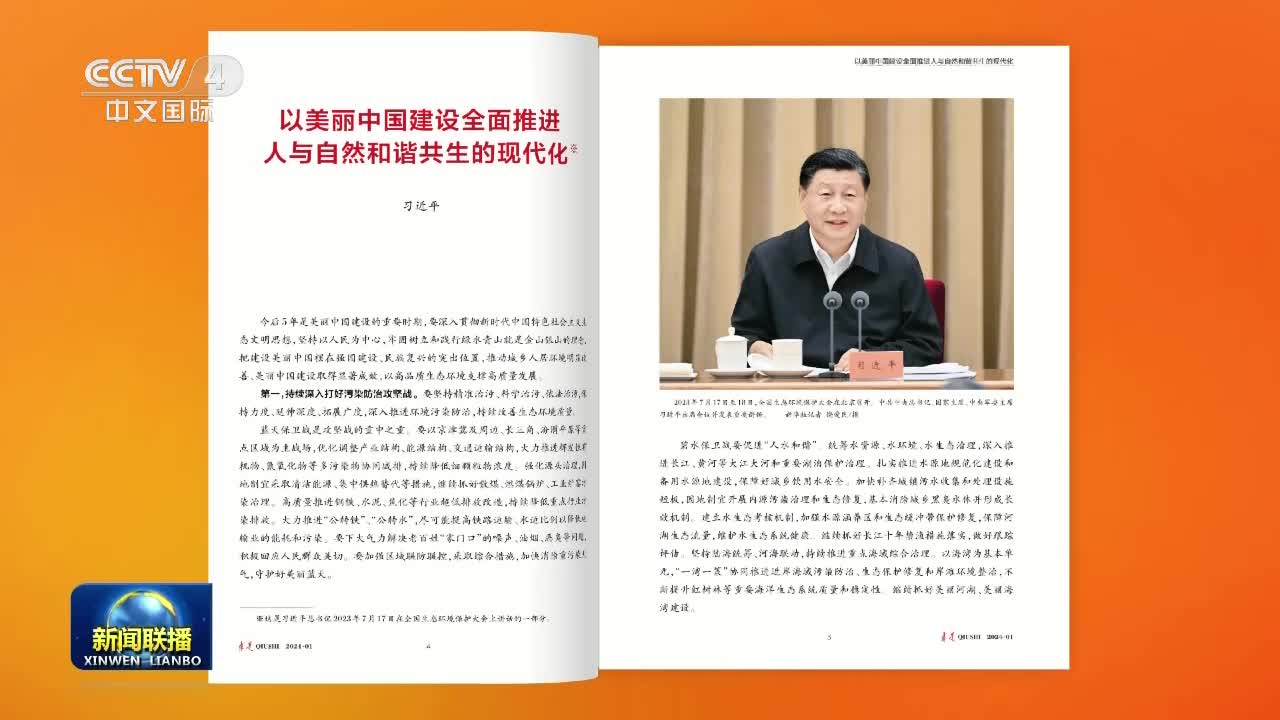 CCTV 4
中文国际
以美丽中国建设全面推进
人与自然和谐共生的现代化※
习近平
今后5年是美丽中国建设的重要时期,要深入贯彻新时代中国特色社会主义生
态文明思想,坚持以人民为中心,牢固树立和践行绿水青山就是金山银山的理念,
把建设美丽中国摆在强国建设、民族复兴的突出位置,推动城乡人居环境明显改
善、美丽中国建设取得显著成效,以高品质生态环境支撑高质量发展。
第一,持续深入打好污染防治攻坚战。要坚持精准治污、科学治污、依法治污,保
持力度、延伸深度、拓展广度,深入推进环境污染防治,持续改善生态环境质量。
蓝天保卫战是攻坚战的重中之重。要以京津冀及周边、长三角、汾渭平原等重
点区域为主战场,优化调整产业结构、能源结构、交通运输结构,大力推进挥发性有
机物、氮氧化物等多污染物协同减排,持续降低细颗粒物浓度。强化源头治理,因
地制宜采取清洁能源、集中供热替代等措施,继续抓好散煤、燃煤锅炉、工业炉窑污
染治理。高质量推进钢铁、水泥、焦化等行业超低排放改造,持续降低重点行业污
染排放。大力推进“公转铁”、“公转水”,尽可能提高铁路运输、水运比例以降低运
输业的能耗和污染。要下大气力解决老百姓“家门口”的噪声、油烟、恶臭等问题,
积极回应人民群众关切。要加强区域联防联控,采取综合措施,加快消除重污染天
气,守护好美丽蓝天。
※这是习近平总书记2023年7月17日在全国生态环境保护大会上讲话的一部分。
求是 QIUSHI 2024·01
4
以美丽中国建设全面推进人与自然和谐共生的现代化
习近平
2023年7月17日至18日,全国生态环境保护大会在北京召开。中共中央总书记、国家主席、中央军委主席
习近平出席会议并发表重要讲话。 新华社记者 饶爱民/摄
碧水保卫战要促进“人水和谐”。统筹水资源、水环境、水生态治理,深入推
进长江、黄河等大江大河和重要湖泊保护治理。扎实推进水源地规范化建设和
备用水源地建设,保障好城乡饮用水安全。加快补齐城镇污水收集和处理设施
短板,因地制宜开展内源污染治理和生态修复,基本消除城乡黑臭水体并形成长
效机制。建立水生态考核机制,加强水源涵养区和生态缓冲带保护修复,保障河
湖生态流量,维护水生态系统健康。继续抓好长江十年禁渔措施落实,做好跟踪
评估。坚持陆海统筹、河海联动,持续推进重点海域综合治理。以海湾为基本单
元,“一湾一策”协同推进近岸海域污染防治、生态保护修复和岸滩环境整治,不
断提升红树林等重要海洋生态系统质量和稳定性。继续抓好美丽河湖、美丽海
湾建设。
5
求是 QIUSHI 2024·01
新闻联播
XINWEN LIANBO